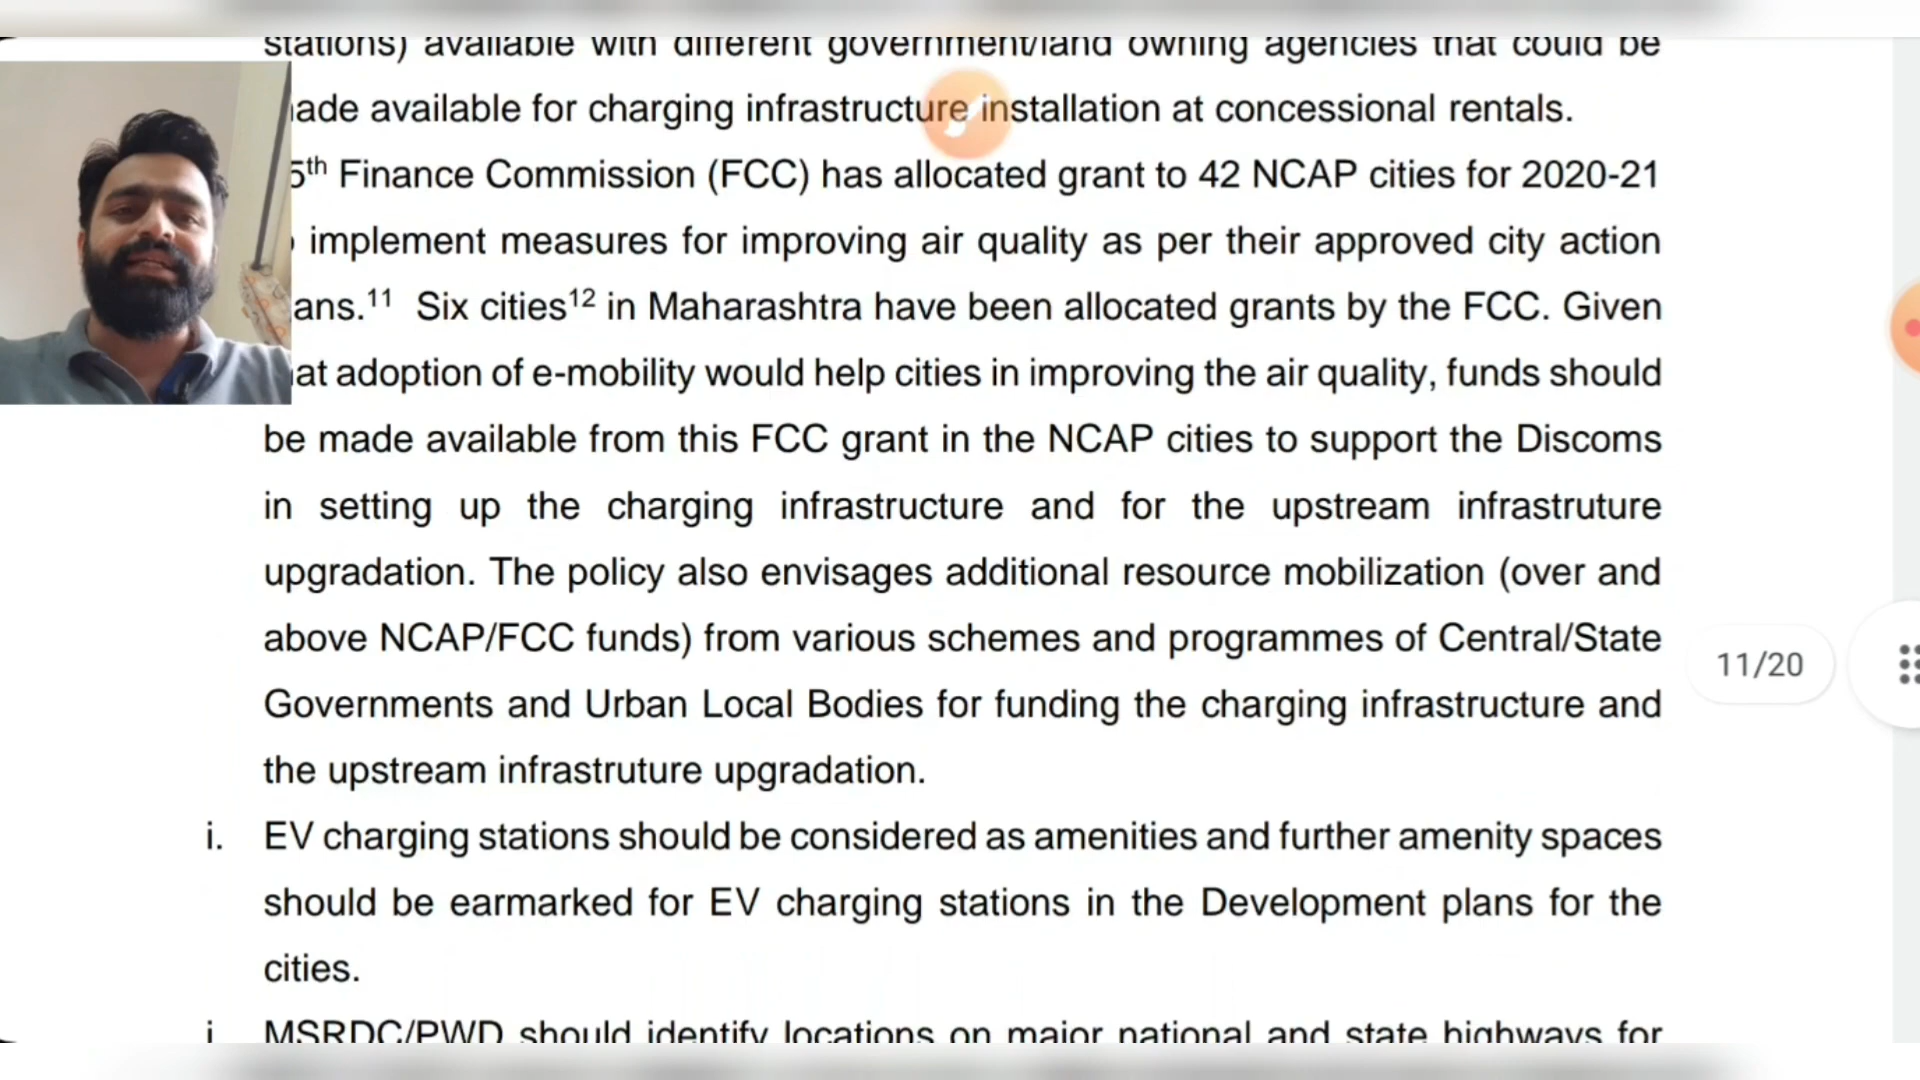 stations) available with different government/land owning agencies that could be
ade available for charging infrastructure installation at concessional rentals.
5th Finance Commission (FCC) has allocated grant to 42 NCAP cities for 2020-21
implement measures for improving air quality as per their approved city action
ans.11 Six cities12 in Maharashtra have been allocated grants by the FCC. Given
at adoption of e-mobility would help cities in improving the air quality, funds should
be made available from this FCC grant in the NCAP cities to support the Discoms
in setting up the charging infrastructure and for the upstream infrastruture
upgradation. The policy also envisages additional resource mobilization (over and
above NCAP/FCC funds) from various schemes and programmes of Central/State
Governments and Urban Local Bodies for funding the charging infrastructure and
the upstream infrastruture upgradation.
i. EV charging stations should be considered as amenities and further amenity spaces
should be earmarked for EV charging stations in the Development plans for the
cities.
MSRDC/PWD should identify locations on major national and state highways for
11/20